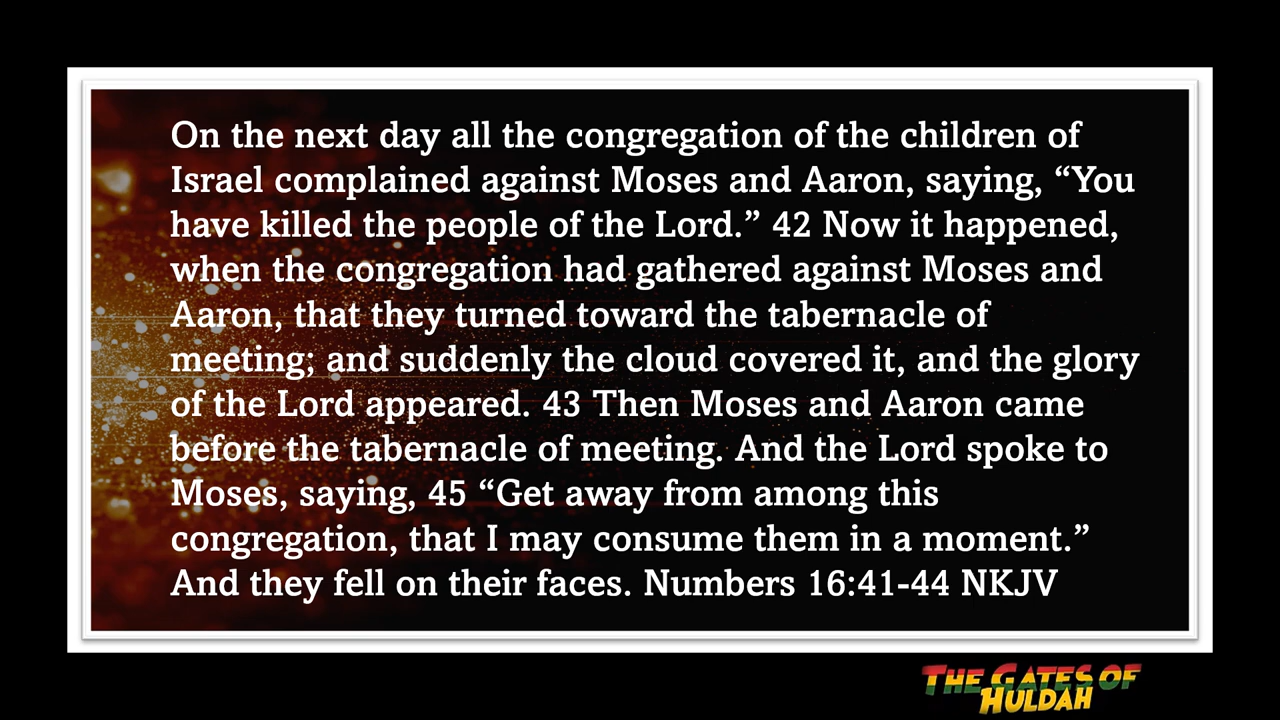 On the next day all the congregation of the children of
Israel complained against Moses and Aaron, saying, “You
have killed the people of the Lord.” 42 Now it happened,
when the congregation had gathered against Moses and
Aaron, that they turned toward the tabernacle of
meeting; and suddenly the cloud covered it, and the glory
of the Lord appeared. 43 Then Moses and Aaron came
before the tabernacle of meeting. And the Lord spoke to
Moses, saying, 45 “Get away from among this
congregation, that I may consume them in a moment.”
And they fell on their faces. Numbers 16:41-44 NKJV
THE GATES OF
HULDAH